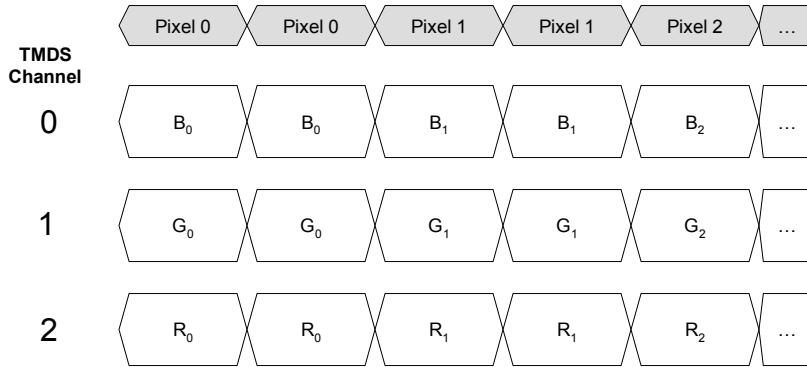 Pixel 0 Pixel 0 Pixel 1 Pixel 1 Pixel 2 ...
TMDS
Channel
0 B₀ B₀ B₁ B₁ B₂ ...
1 G₀ G₀ G₁ G₁ G₂ ...
2 R₀ R₀ R₁ R₁ R₂ ...